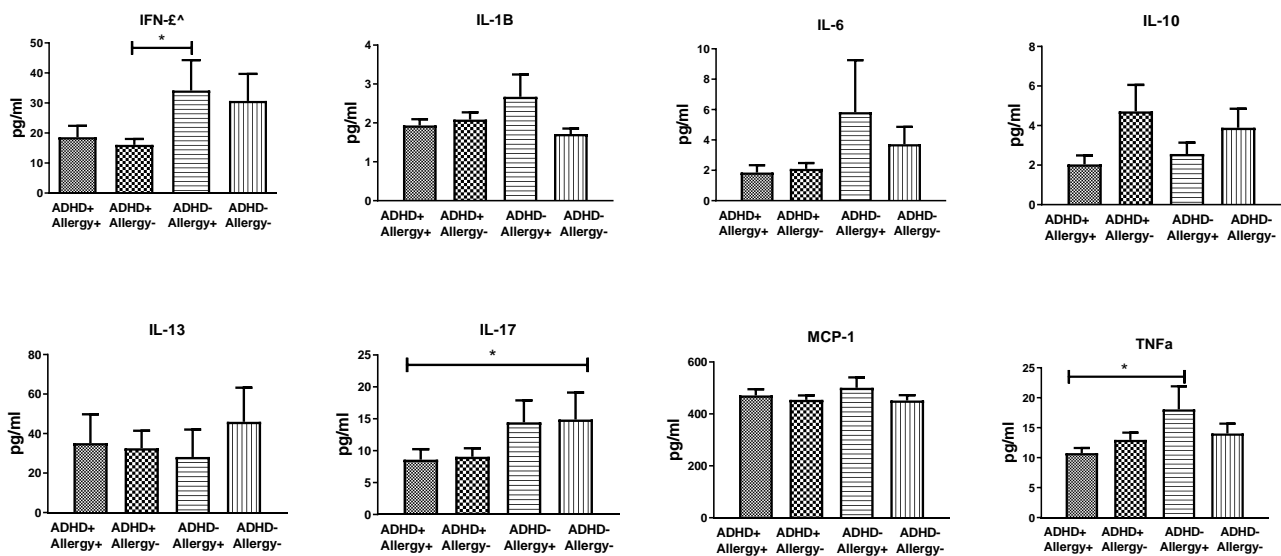 IFN-£^
*
50
40
30
20
10
0
pg/ml
ADHD+ ADHD+ ADHD- ADHD-
Allergy+ Allergy- Allergy+ Allergy-
IL-1B
4
3
2
1
0
pg/ml
ADHD+ ADHD+ ADHD- ADHD-
Allergy+ Allergy- Allergy+ Allergy-
IL-6
10
8
6
4
2
0
pg/ml
ADHD+ ADHD+ ADHD- ADHD-
Allergy+ Allergy- Allergy+ Allergy-
IL-10
8
6
4
2
0
pg/ml
ADHD+ ADHD+ ADHD- ADHD-
Allergy+ Allergy- Allergy+ Allergy-
IL-13
80
60
40
20
0
pg/ml
ADHD+ ADHD+ ADHD- ADHD-
Allergy+ Allergy- Allergy+ Allergy-
IL-17
*
25
20
15
10
5
0
pg/ml
ADHD+ ADHD+ ADHD- ADHD-
Allergy+ Allergy- Allergy+ Allergy-
MCP-1
600
400
200
0
pg/ml
ADHD+ ADHD+ ADHD- ADHD-
Allergy+ Allergy- Allergy+ Allergy-
TNFa
*
25
20
15
10
5
0
pg/ml
ADHD+ ADHD+ ADHD- ADHD-
Allergy+ Allergy- Allergy+ Allergy-